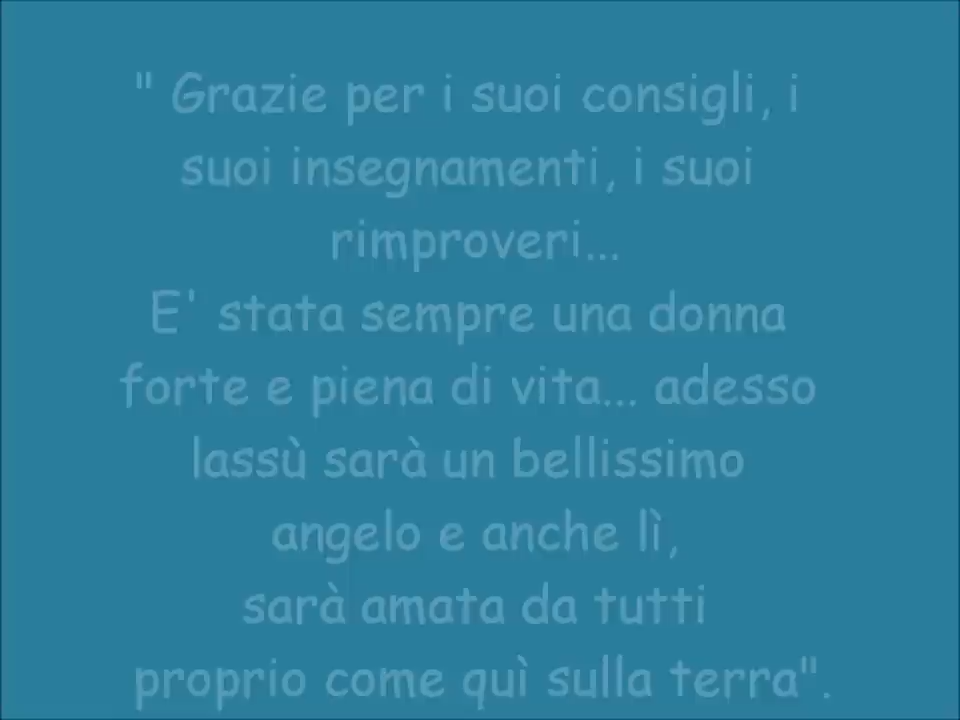 " Grazie per i suoi consigli, i
suoi insegnamenti, i suoi
rimproveri...
E' stata sempre una donna
forte e piena di vita... adesso
lassù sarà un bellissimo
angelo e anche lì,
sarà amata da tutti
proprio come quì sulla terra".